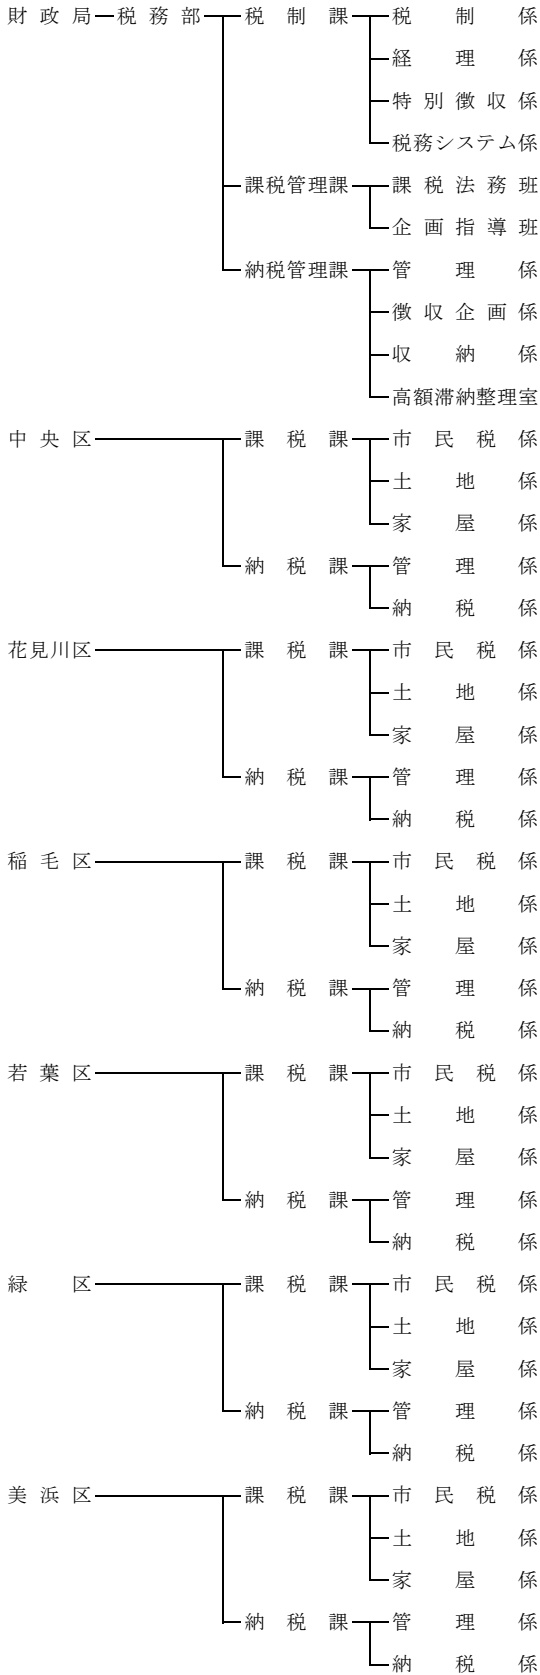 財政局 税務部 税制課 税制係
経理係
特別徴収係
税務システム係
課税管理課 課税法務班
企画指導班
納税管理課 管理係
徴収企画係
収納係
高額滞納整理室
中央区 課税課 市民税係
土地係
家屋係
納税課 管理係
納税係
花見川区 課税課 市民税係
土地係
家屋係
納税課 管理係
納税係
稲毛区 課税課 市民税係
土地係
家屋係
納税課 管理係
納税係
若葉区 課税課 市民税係
土地係
家屋係
納税課 管理係
納税係
緑区 課税課 市民税係
土地係
家屋係
納税課 管理係
納税係
美浜区 課税課 市民税係
土地係
家屋係
納税課 管理係
納税係